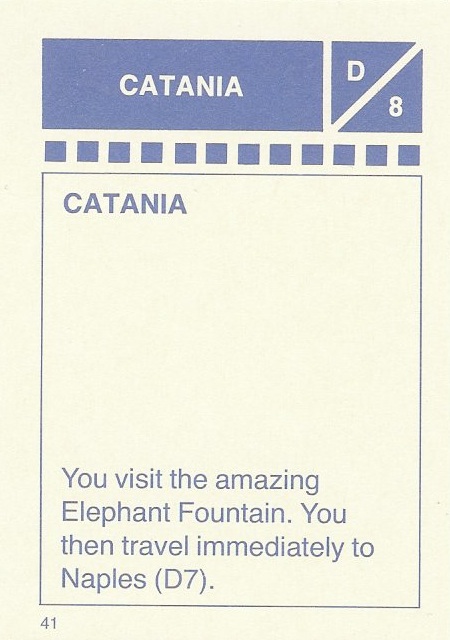 CATANIA
D
8
CATANIA
You visit the amazing
Elephant Fountain. You
then travel immediately to
Naples (D7).
41